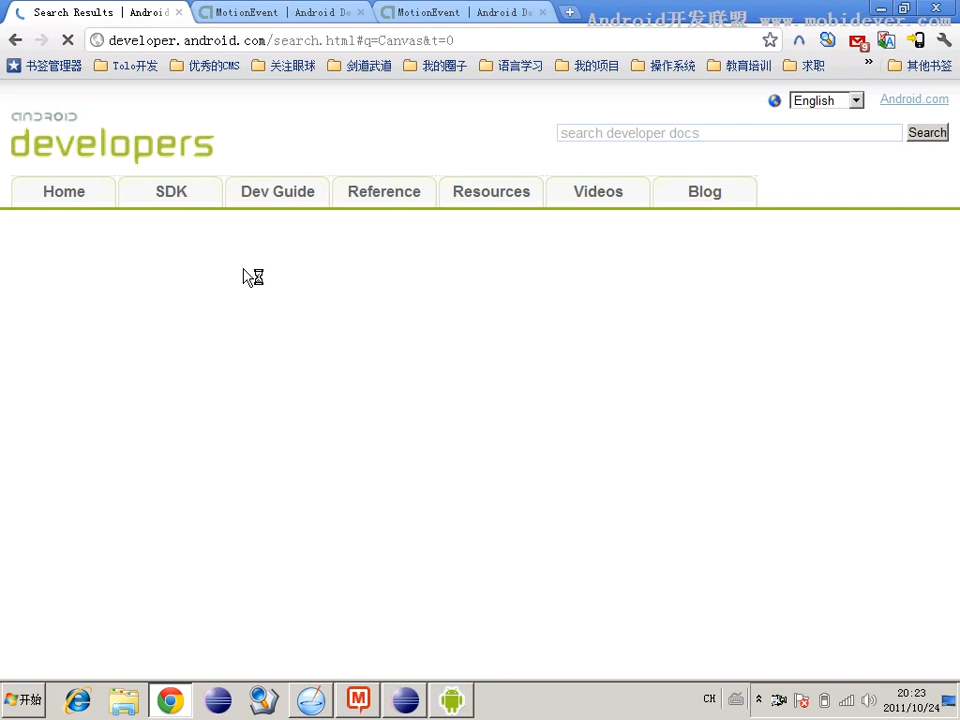 Search Results | Android
MotionEvent | Android De
MotionEvent | Android De
Android开发联盟 www.mobidever.com
developer.android.com/search.html#q=Canvas&t=0
书签管理器
Tolo开发
优秀的CMS
关注眼球
剑道武道
我的圈子
语言学习
我的项目
操作系统
教育培训
求职
»
其他书签
English
Android.com
android
developers
search developer docs
Search
Home
SDK
Dev Guide
Reference
Resources
Videos
Blog
开始
CH
20:23
2011/10/24